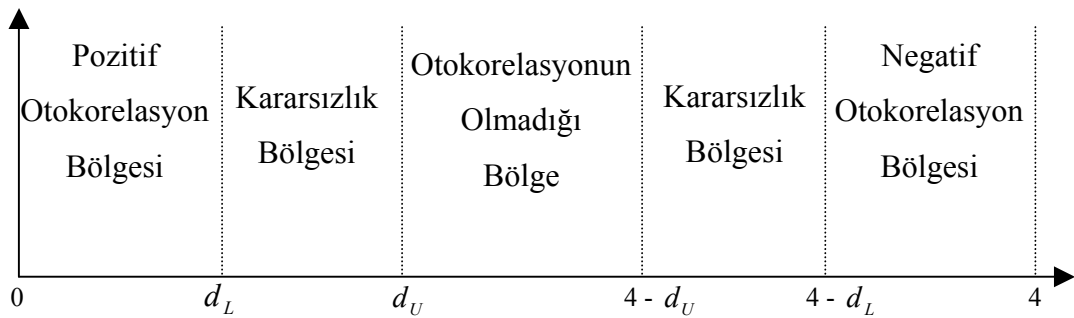 Pozitif
Otokorelasyon
Bölgesi
Kararsızlık
Bölgesi
Otokorelasyonun
Olmadığı
Bölge
Kararsızlık
Bölgesi
Negatif
Otokorelasyon
Bölgesi
0 d_L d_U 4 - d_U 4 - d_L 4